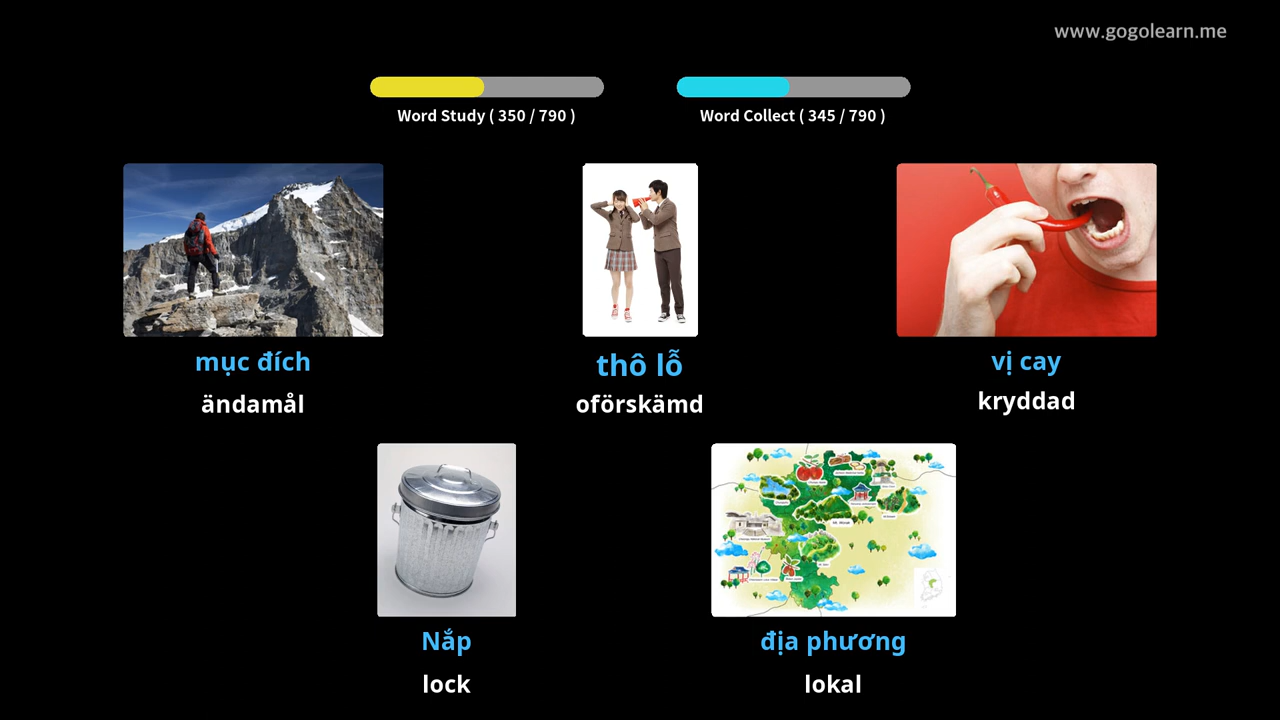 www.gogolearn.me
Word Study ( 350 / 790 )
Word Collect ( 345 / 790 )
mục đích
thô lỗ
vị cay
ändamål
oförskämd
kryddad
Nắp
địa phương
lock
lokal